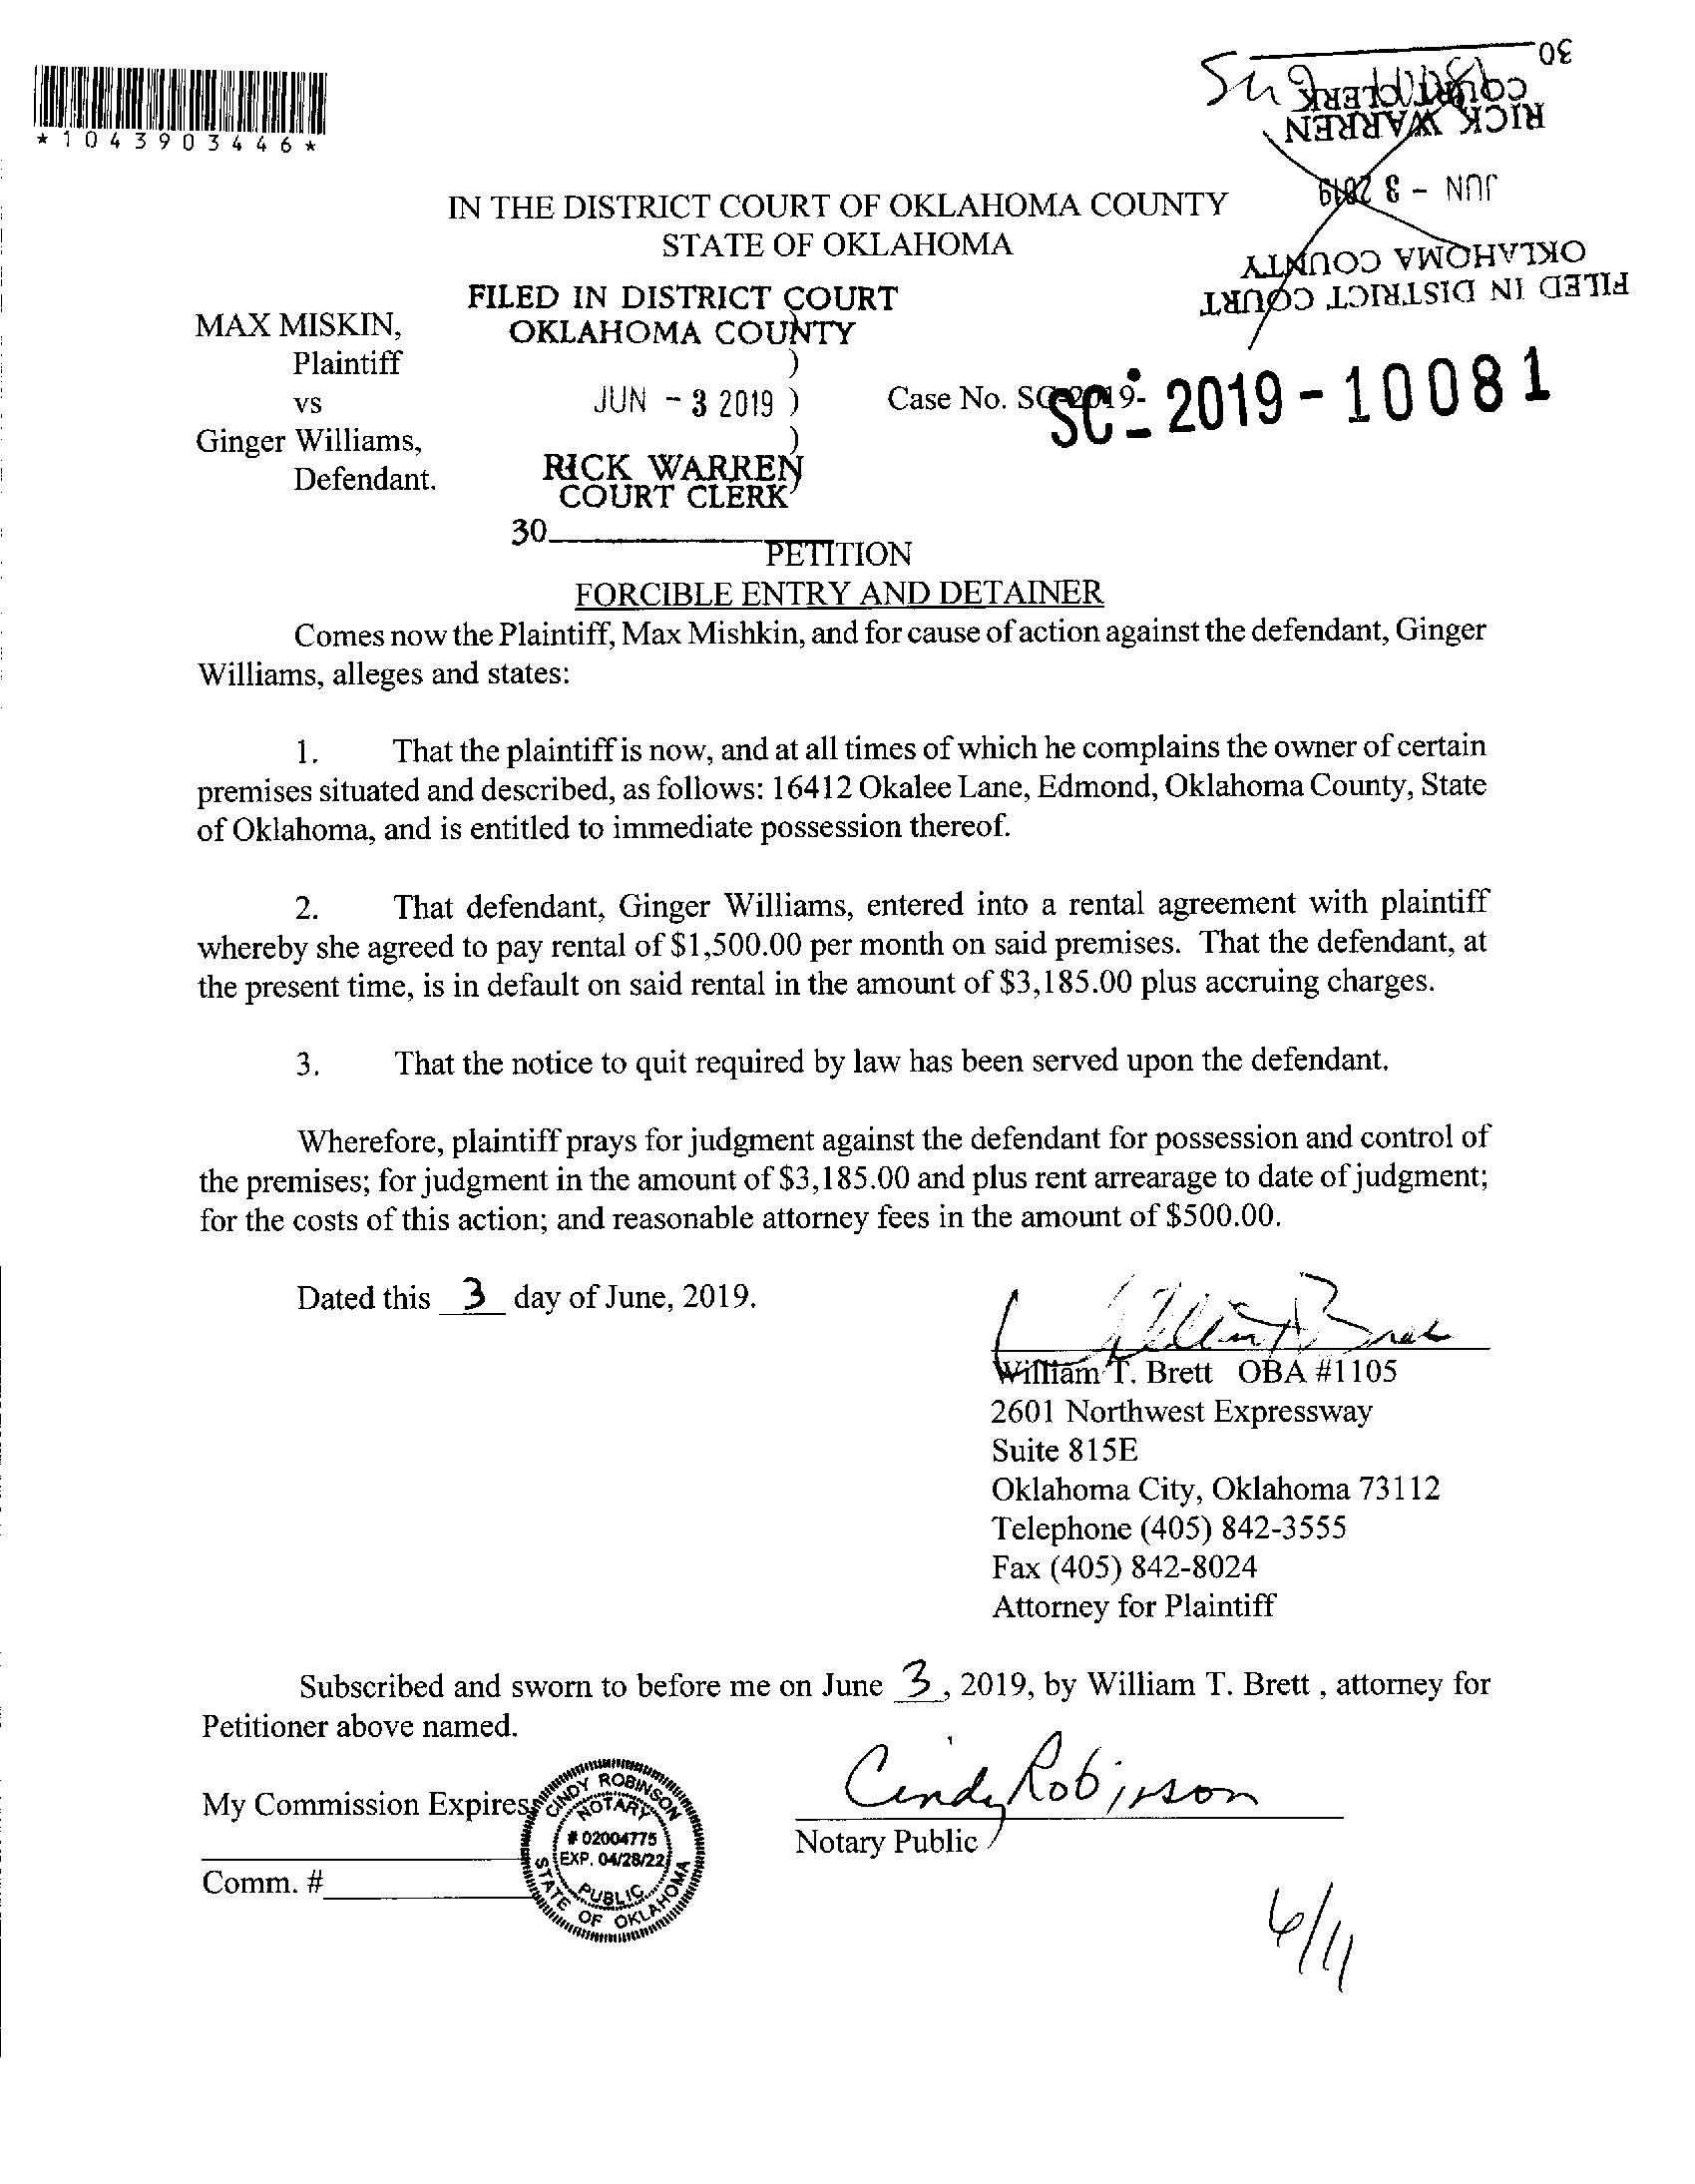 *1043903446*
30
RICK WARREN
COURT CLERK
JUN - 3 2019
FILED IN DISTRICT COURT
OKLAHOMA COUNTY
IN THE DISTRICT COURT OF OKLAHOMA COUNTY
STATE OF OKLAHOMA
FILED IN DISTRICT COURT
OKLAHOMA COUNTY
MAX MISKIN,
Plaintiff )
vs JUN - 3 2019 ) Case No. SC-2019- SC - 2019 - 10081
Ginger Williams, )
Defendant. RICK WARREN )
COURT CLERK
30
PETITION
FORCIBLE ENTRY AND DETAINER
Comes now the Plaintiff, Max Mishkin, and for cause of action against the defendant, Ginger
Williams, alleges and states:
1. That the plaintiff is now, and at all times of which he complains the owner of certain
premises situated and described, as follows: 16412 Okalee Lane, Edmond, Oklahoma County, State
of Oklahoma, and is entitled to immediate possession thereof.
2. That defendant, Ginger Williams, entered into a rental agreement with plaintiff
whereby she agreed to pay rental of $1,500.00 per month on said premises. That the defendant, at
the present time, is in default on said rental in the amount of $3,185.00 plus accruing charges.
3. That the notice to quit required by law has been served upon the defendant.
Wherefore, plaintiff prays for judgment against the defendant for possession and control of
the premises; for judgment in the amount of $3,185.00 and plus rent arrearage to date of judgment;
for the costs of this action; and reasonable attorney fees in the amount of $500.00.
Dated this 3 day of June, 2019.
William T. Brett OBA #1105
2601 Northwest Expressway
Suite 815E
Oklahoma City, Oklahoma 73112
Telephone (405) 842-3555
Fax (405) 842-8024
Attorney for Plaintiff
Subscribed and sworn to before me on June 3, 2019, by William T. Brett , attorney for
Petitioner above named.
Cindy Robinson
My Commission Expires
Notary Public
Comm. #
CINDY ROBINSON
NOTARY
# 02004775
EXP. 04/28/22
PUBLIC
STATE OF OKLAHOMA
6/11